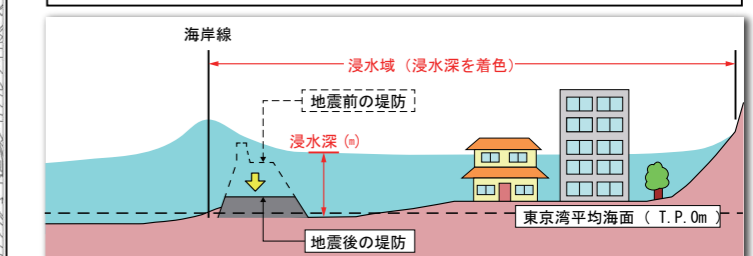 海岸線
浸水域（浸水深を着色）
地震前の堤防
浸水深(m)
東京湾平均海面（T.P.0m）
地震後の堤防